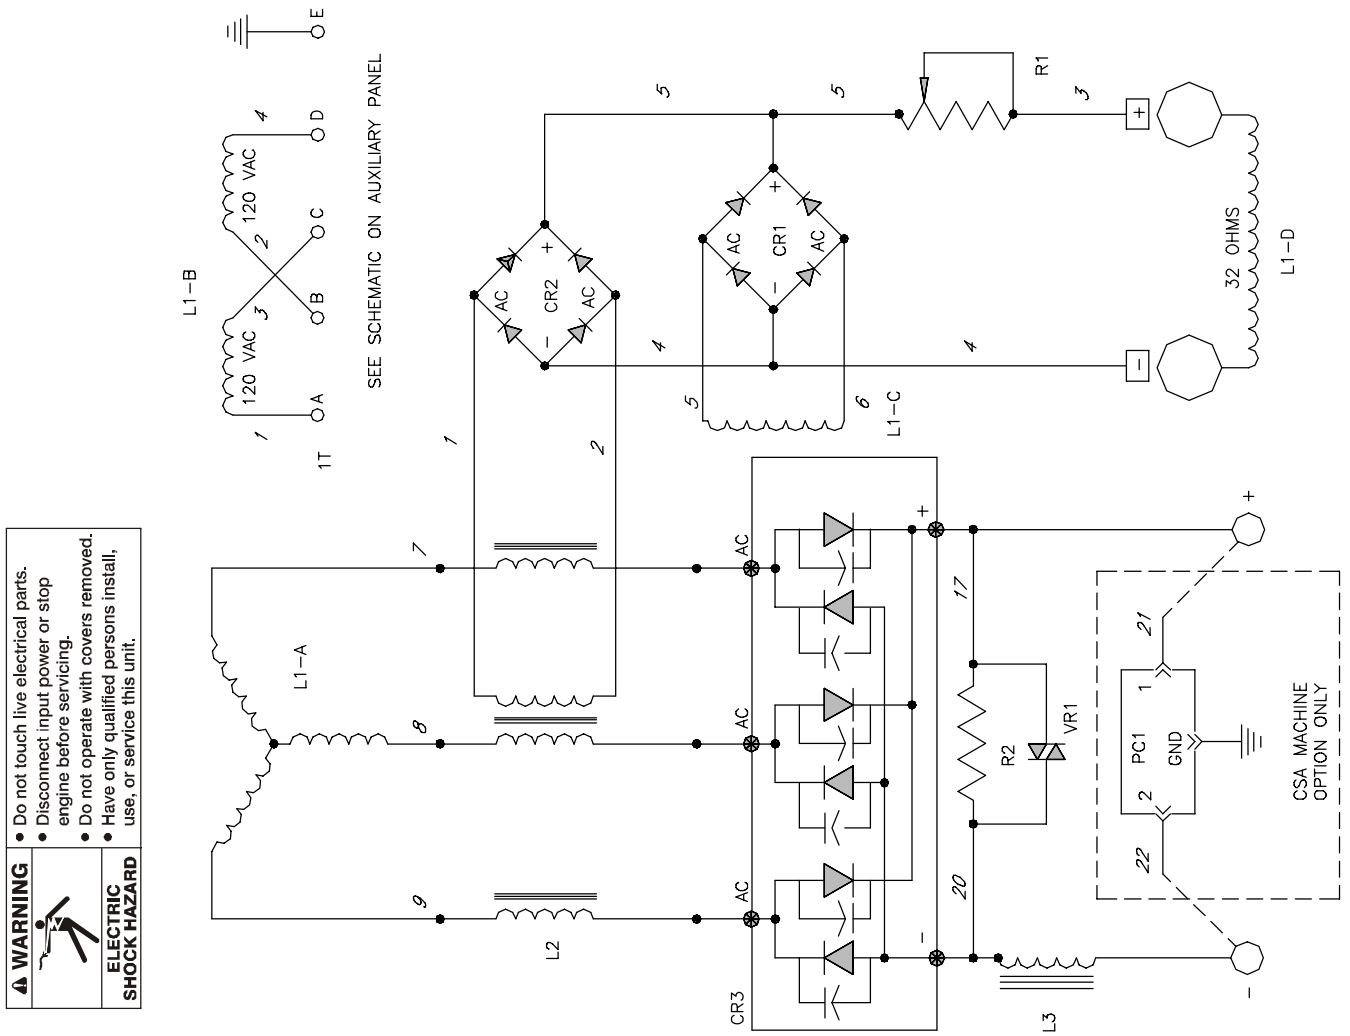 WARNING
ELECTRIC
SHOCK HAZARD
● Do not touch live electrical parts.
● Disconnect input power or stop
engine before servicing.
● Do not operate with covers removed.
● Have only qualified persons install,
use, or service this unit.
L1-B
120 VAC
120 VAC
1
3
2
4
1T
A
B
C
D
E
SEE SCHEMATIC ON AUXILIARY PANEL
L1-A
9
8
7
L2
1
2
AC
CR2
AC
-
+
5
5
4
4
AC
CR1
AC
-
+
5
6
L1-C
R1
3
+
-
32 OHMS
L1-D
CR3
AC
AC
AC
-
+
20
17
R2
VR1
L3
22
21
2
1
PC1
GND
CSA MACHINE
OPTION ONLY
-
+